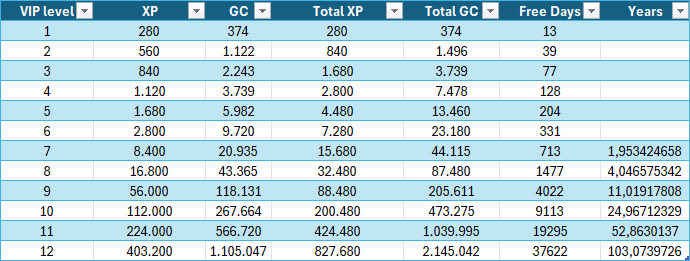 VIP level XP GC Total XP Total GC Free Days Years
1 280 374 280 374 13
2 560 1.122 840 1.496 39
3 840 2.243 1.680 3.739 77
4 1.120 3.739 2.800 7.478 128
5 1.680 5.982 4.480 13.460 204
6 2.800 9.720 7.280 23.180 331
7 8.400 20.935 15.680 44.115 713 1,953424658
8 16.800 43.365 32.480 87.480 1477 4,046575342
9 56.000 118.131 88.480 205.611 4022 11,01917808
10 112.000 267.664 200.480 473.275 9113 24,96712329
11 224.000 566.720 424.480 1.039.995 19295 52,8630137
12 403.200 1.105.047 827.680 2.145.042 37622 103,0739726